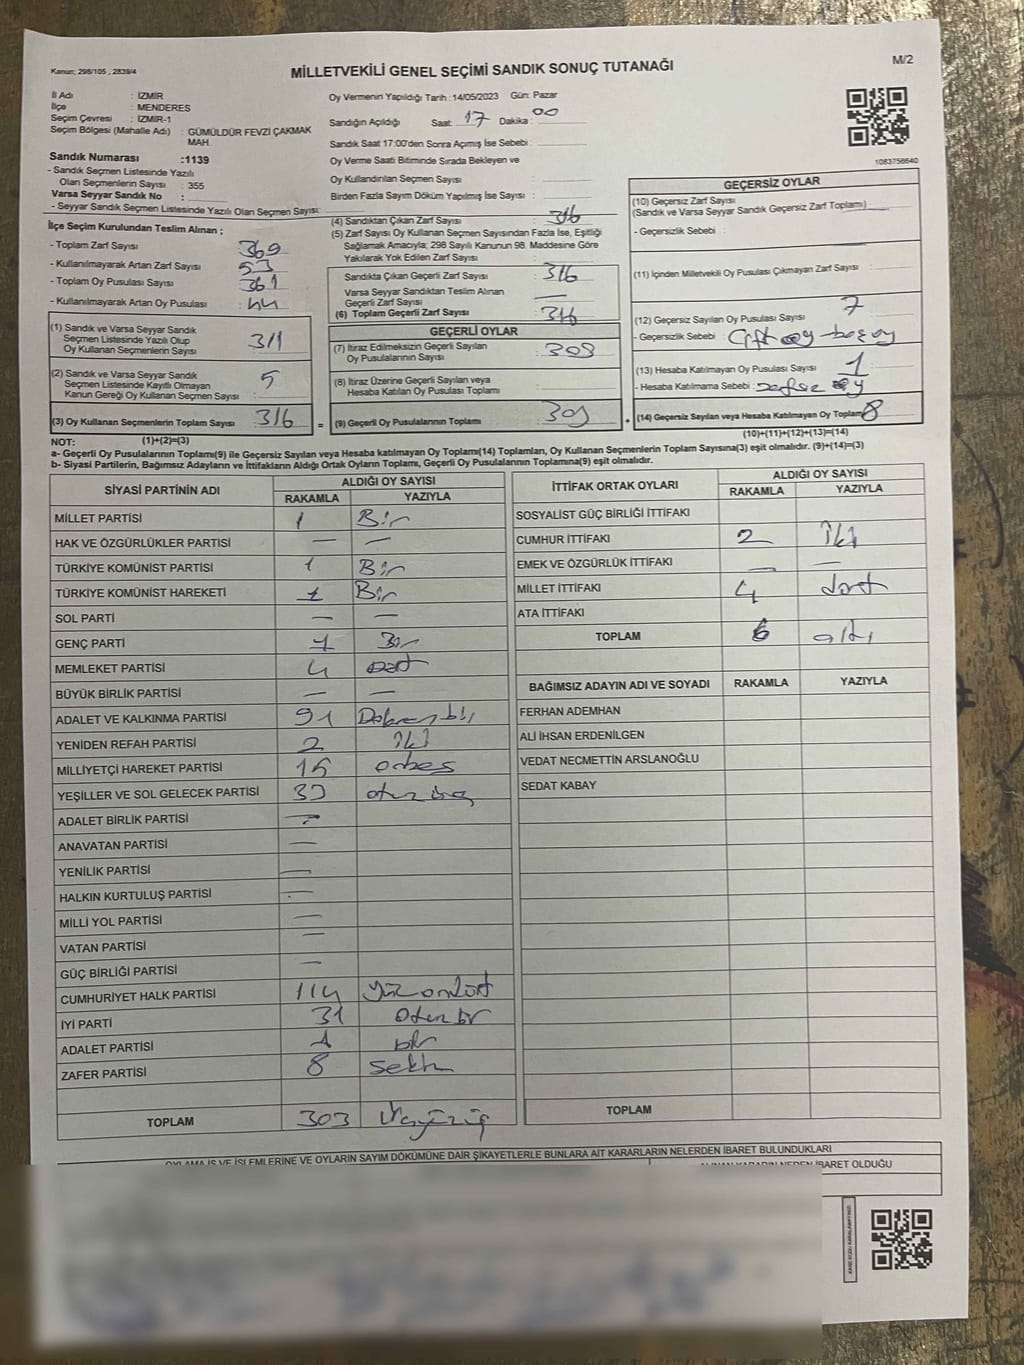 Kanun; 298/105 , 2839/4
MİLLETVEKİLİ GENEL SEÇİMİ SANDIK SONUÇ TUTANAĞI
M/2
İl Adı : İZMİR
İlçe : MENDERES
Seçim Çevresi : İZMİR-1
Seçim Bölgesi (Mahalle Adı) : GÜMÜLDÜR FEVZİ ÇAKMAK MAH.
Sandık Numarası :1139
- Sandık Seçmen Listesinde Yazılı
Olan Seçmenlerin Sayısı : 355
Varsa Seyyar Sandık No :
- Seyyar Sandık Seçmen Listesinde Yazılı Olan Seçmen Sayısı:
Oy Vermenin Yapıldığı Tarih :14/05/2023 Gün: Pazar
Sandığın Açıldığı Saat: 17 Dakika : 00
Sandık Saat 17:00'den Sonra Açımış İse Sebebi :
Oy Verme Saati Bitiminde Sırada Bekleyen ve
Oy Kullandırılan Seçmen Sayısı :
Birden Fazla Sayım Döküm Yapılmış İse Sayısı :
1083756640
İlçe Seçim Kurulundan Teslim Alınan ;
- Toplam Zarf Sayısı : 369
- Kullanılmayarak Artan Zarf Sayısı : 53
- Toplam Oy Pusulası Sayısı : 361
- Kullanılmayarak Artan Oy Pusulası : 44
(1) Sandık ve Varsa Seyyar Sandık
Seçmen Listesinde Yazılı Olup
Oy Kullanan Seçmenlerin Sayısı : 311
(2) Sandık ve Varsa Seyyar Sandık
Seçmen Listesinde Kayıtlı Olmayan
Kanun Gereği Oy Kullanan Seçmen Sayısı : 5
(3) Oy Kullanan Seçmenlerin Toplam Sayısı : 316 =
(4) Sandıktan Çıkan Zarf Sayısı : 316
(5) Zarf Sayısı Oy Kullanan Seçmen Sayısından Fazla İse, Eşitliği
Sağlamak Amacıyla; 298 Sayılı Kanunun 98. Maddesine Göre
Yakılarak Yok Edilen Zarf Sayısı :
Sandıkta Çıkan Geçerli Zarf Sayısı : 316
Varsa Seyyar Sandıktan Teslim Alınan
Geçerli Zarf Sayısı : —
(6) Toplam Geçerli Zarf Sayısı : 316
GEÇERLİ OYLAR
(7) İtiraz Edilmeksizin Geçerli Sayılan
Oy Pusulalarının Sayısı : 309
(8) İtiraz Üzerine Geçerli Sayılan veya
Hesaba Katılan Oy Pusulası Toplamı :
(9) Geçerli Oy Pusulalarının Toplamı : 309 +
GEÇERSİZ OYLAR
(10) Geçersiz Zarf Sayısı
(Sandık ve Varsa Seyyar Sandık Geçersiz Zarf Toplamı) :
- Geçersizlik Sebebi :
(11) İçinden Milletvekili Oy Pusulası Çıkmayan Zarf Sayısı :
(12) Geçersiz Sayılan Oy Pusulası Sayısı : 7
- Geçersizlik Sebebi : Çift oy - boş oy
(13) Hesaba Katılmayan Oy Pusulası Sayısı : 1
- Hesaba Katılmama Sebebi : zarfsız oy
(14) Geçersiz Sayılan veya Hesaba Katılmayan Oy Toplamı 8
NOT: (1)+(2)=(3) (10)+(11)+(12)+(13)=(14)
a- Geçerli Oy Pusulalarının Toplamı(9) ile Geçersiz Sayılan veya Hesaba katılmayan Oy Toplamı(14) Toplamları, Oy Kullanan Seçmenlerin Toplam Sayısına(3) eşit olmalıdır. (9)+(14)=(3)
b- Siyasi Partilerin, Bağımsız Adayların ve İttifakların Aldığı Ortak Oyların Toplamı, Geçerli Oy Pusulalarının Toplamına(9) eşit olmalıdır.
SİYASİ PARTİNİN ADI ALDIĞI OY SAYISI
RAKAMLA YAZIYLA
MİLLET PARTİSİ 1 Bir
HAK VE ÖZGÜRLÜKLER PARTİSİ — —
TÜRKİYE KOMÜNİST PARTİSİ 1 Bir
TÜRKİYE KOMÜNİST HAREKETİ 1 Bir
SOL PARTİ — —
GENÇ PARTİ 1 Bir
MEMLEKET PARTİSİ 4 Dört
BÜYÜK BİRLİK PARTİSİ — —
ADALET VE KALKINMA PARTİSİ 91 Doksan bir
YENİDEN REFAH PARTİSİ 2 İki
MİLLİYETÇİ HAREKET PARTİSİ 15 onbeş
YEŞİLLER VE SOL GELECEK PARTİSİ 33 otuz üç
ADALET BİRLİK PARTİSİ —
ANAVATAN PARTİSİ —
YENİLİK PARTİSİ —
HALKIN KURTULUŞ PARTİSİ —
MİLLİ YOL PARTİSİ —
VATAN PARTİSİ —
GÜÇ BİRLİĞİ PARTİSİ —
CUMHURİYET HALK PARTİSİ 114 Yüz ondört
İYİ PARTİ 31 Otuz bir
ADALET PARTİSİ 1 bir
ZAFER PARTİSİ 8 Sekiz
TOPLAM 303 Üçyüzüç
İTTİFAK ORTAK OYLARI ALDIĞI OY SAYISI
RAKAMLA YAZIYLA
SOSYALİST GÜÇ BİRLİĞİ İTTİFAKI
CUMHUR İTTİFAKI 2 İki
EMEK VE ÖZGÜRLÜK İTTİFAKI — —
MİLLET İTTİFAKI 4 dört
ATA İTTİFAKI
TOPLAM 6 altı
BAĞIMSIZ ADAYIN ADI VE SOYADI RAKAMLA YAZIYLA
FERHAN ADEMHAN
ALİ İHSAN ERDENİLGEN
VEDAT NECMETTİN ARSLANOĞLU
SEDAT KABAY
TOPLAM
OYLAMA İŞ VE İŞLEMLERİNE VE OYLARIN SAYIM DÖKÜMÜNE DAİR ŞİKAYETLERLE BUNLARA AİT KARARLARIN NELERDEN İBARET BULUNDUKLARI
ALINAN KARARIN NEDEN İBARET OLDUĞU